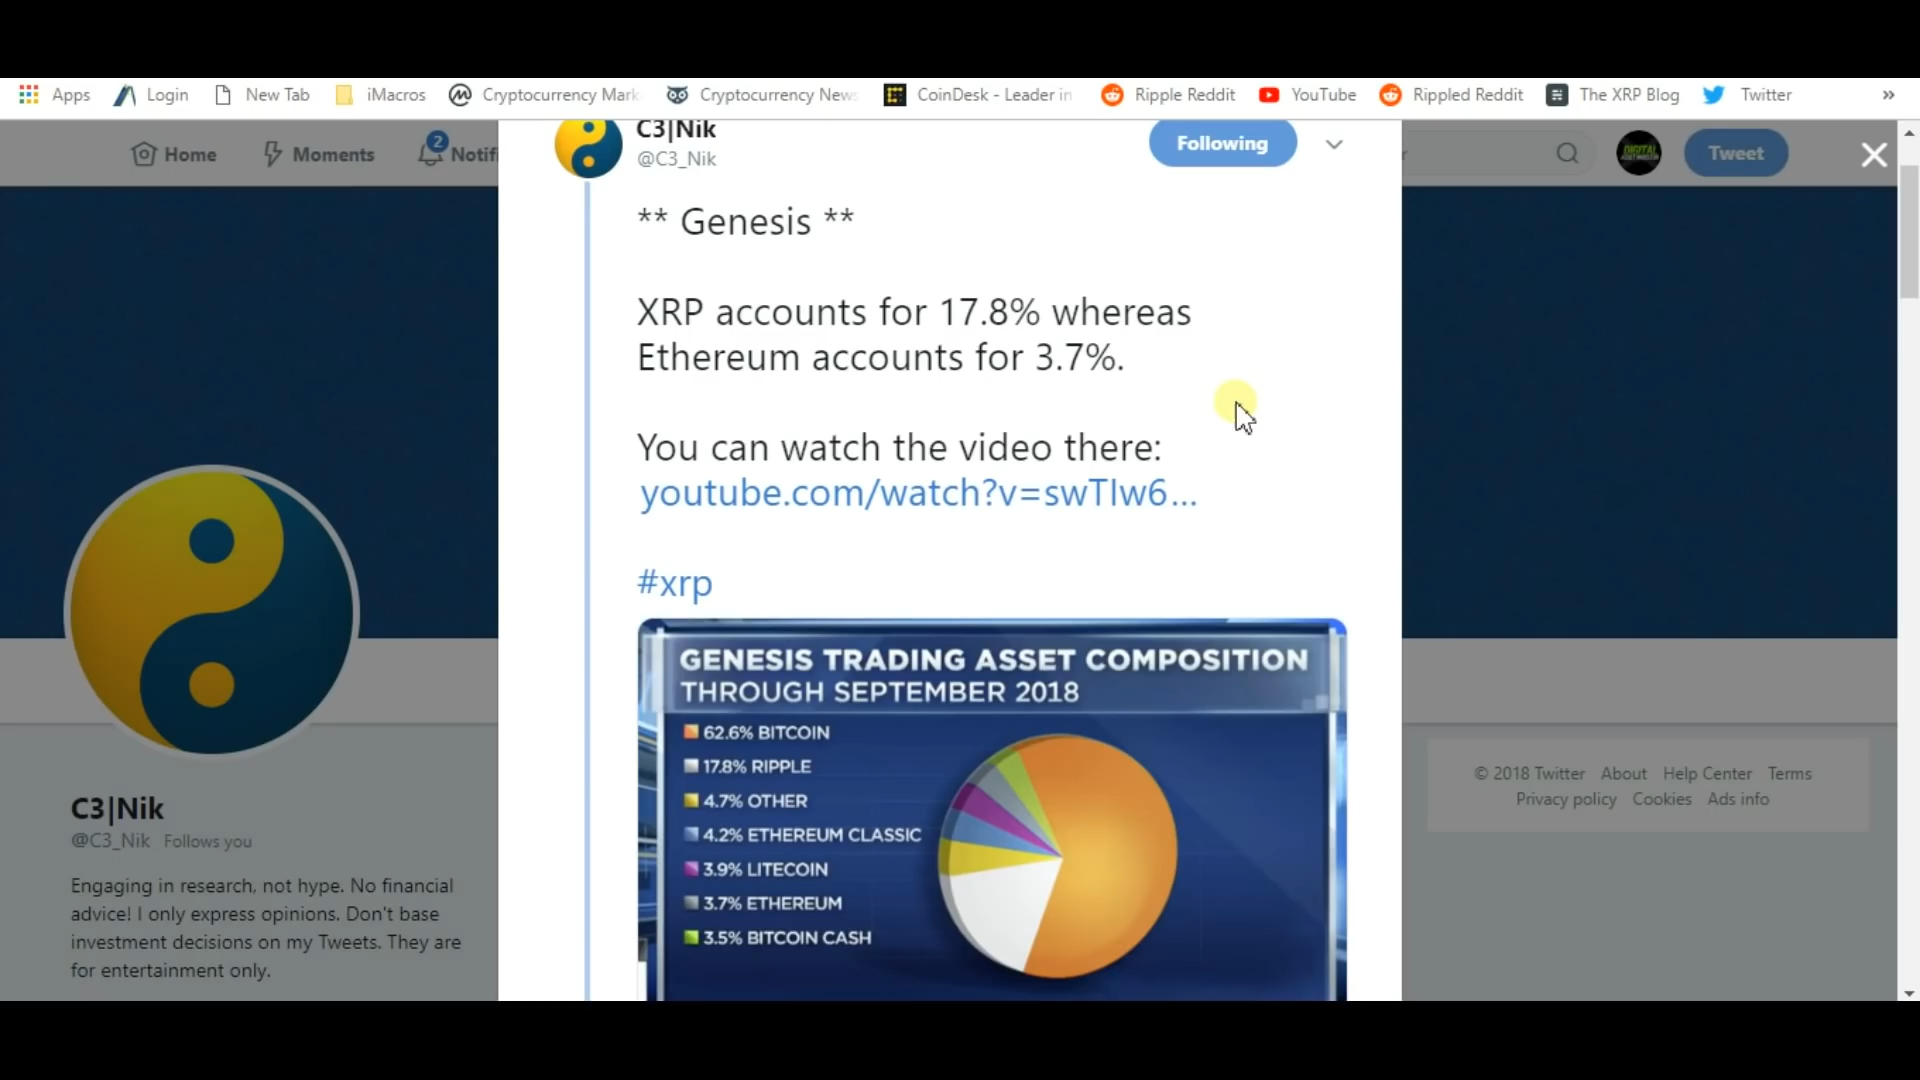 Apps
Login
New Tab
iMacros
Cryptocurrency Mark
Cryptocurrency News
CoinDesk - Leader in
Ripple Reddit
YouTube
Rippled Reddit
The XRP Blog
Twitter
»
Home
Moments
2
Notifi
C3|Nik
@C3_Nik
Following
Tweet
** Genesis **
XRP accounts for 17.8% whereas
Ethereum accounts for 3.7%.
You can watch the video there:
youtube.com/watch?v=swTIw6...
#xrp
GENESIS TRADING ASSET COMPOSITION
THROUGH SEPTEMBER 2018
62.6% BITCOIN
17.8% RIPPLE
4.7% OTHER
4.2% ETHEREUM CLASSIC
3.9% LITECOIN
3.7% ETHEREUM
3.5% BITCOIN CASH
C3|Nik
@C3_Nik Follows you
Engaging in research, not hype. No financial
advice! I only express opinions. Don't base
investment decisions on my Tweets. They are
for entertainment only.
© 2018 Twitter About Help Center Terms
Privacy policy Cookies Ads info